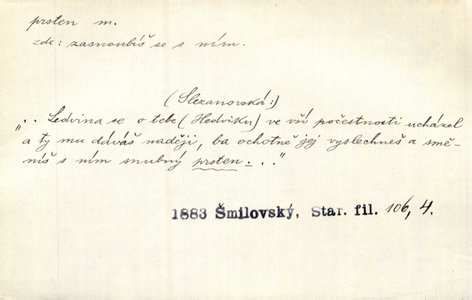 prsten m.
zde: zasnoubíš se s ním.
(Slezanovská:)
".. Ledvina se o tebe (Hedviku) ve vší počestnosti ucházel
a ty mu dáváš naději, ba ochotně jej vyslechneš a smě-
níš s ním snubný prsten..."
1883 Šmilovský, Star. fil. 106, 4.